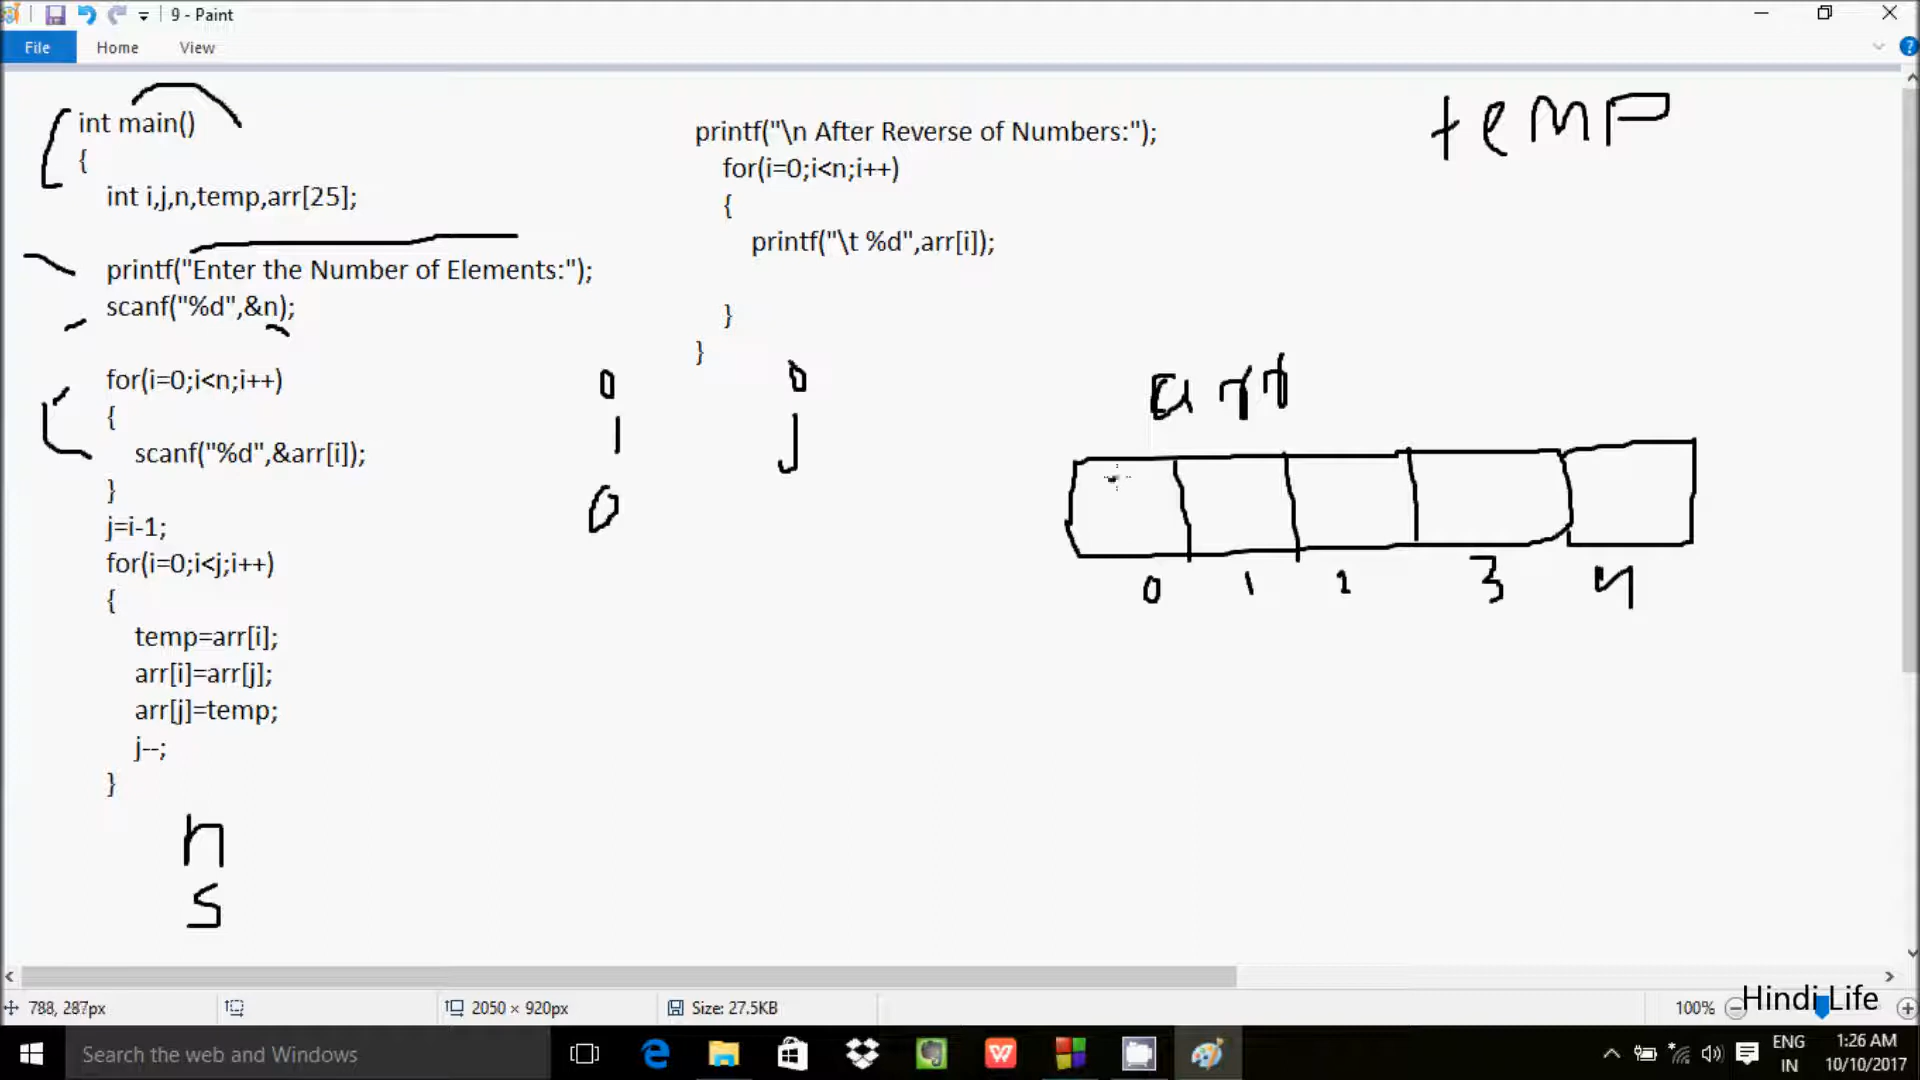 9 - Paint
File Home View
int main()
{
int i,j,n,temp,arr[25];
printf("Enter the Number of Elements:");
scanf("%d",&n);
for(i=0;i<n;i++)
{
scanf("%d",&arr[i]);
}
j=i-1;
for(i=0;i<j;i++)
{
temp=arr[i];
arr[i]=arr[j];
arr[j]=temp;
j--;
}
n
5
printf("\n After Reverse of Numbers:");
for(i=0;i<n;i++)
{
printf("\t %d",arr[i]);
}
}
0
1
0
0
J
temp
arr
0 1 2 3 4
788, 287px
2050 × 920px
Size: 27.5KB
100%
Hindi Life
Search the web and Windows
ENG
IN
1:26 AM
10/10/2017